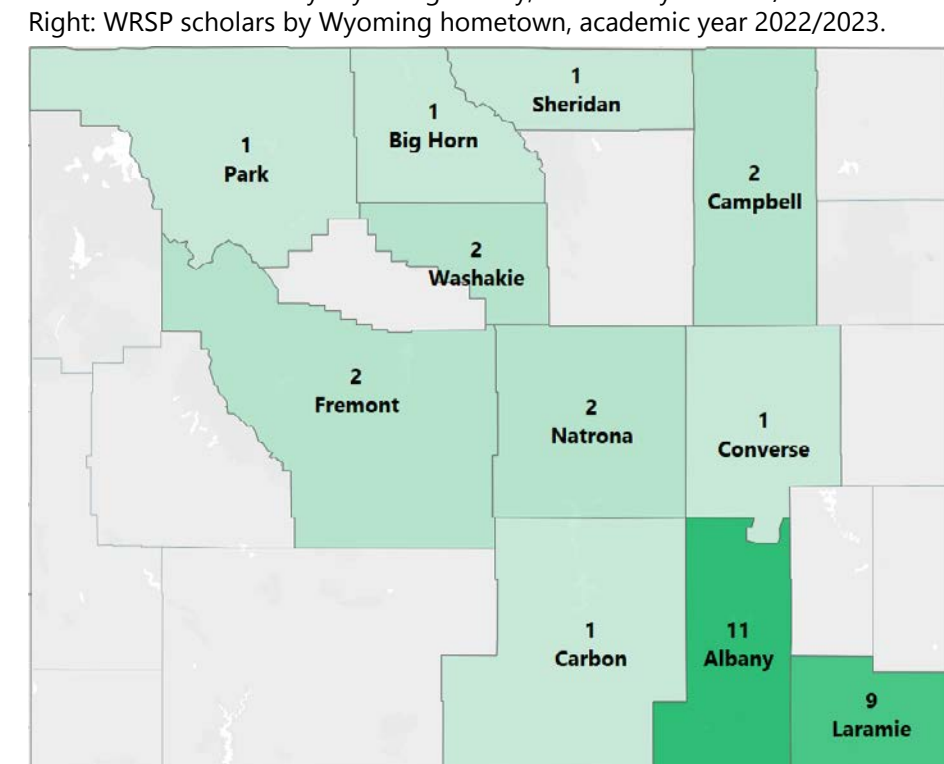 Right: WRSP scholars by Wyoming hometown, academic year 2022/2023.
1
Sheridan
1
Big Horn
1
Park
2
Campbell
2
Washakie
2
Fremont
2
Natrona
1
Converse
1
Carbon
11
Albany
9
Laramie